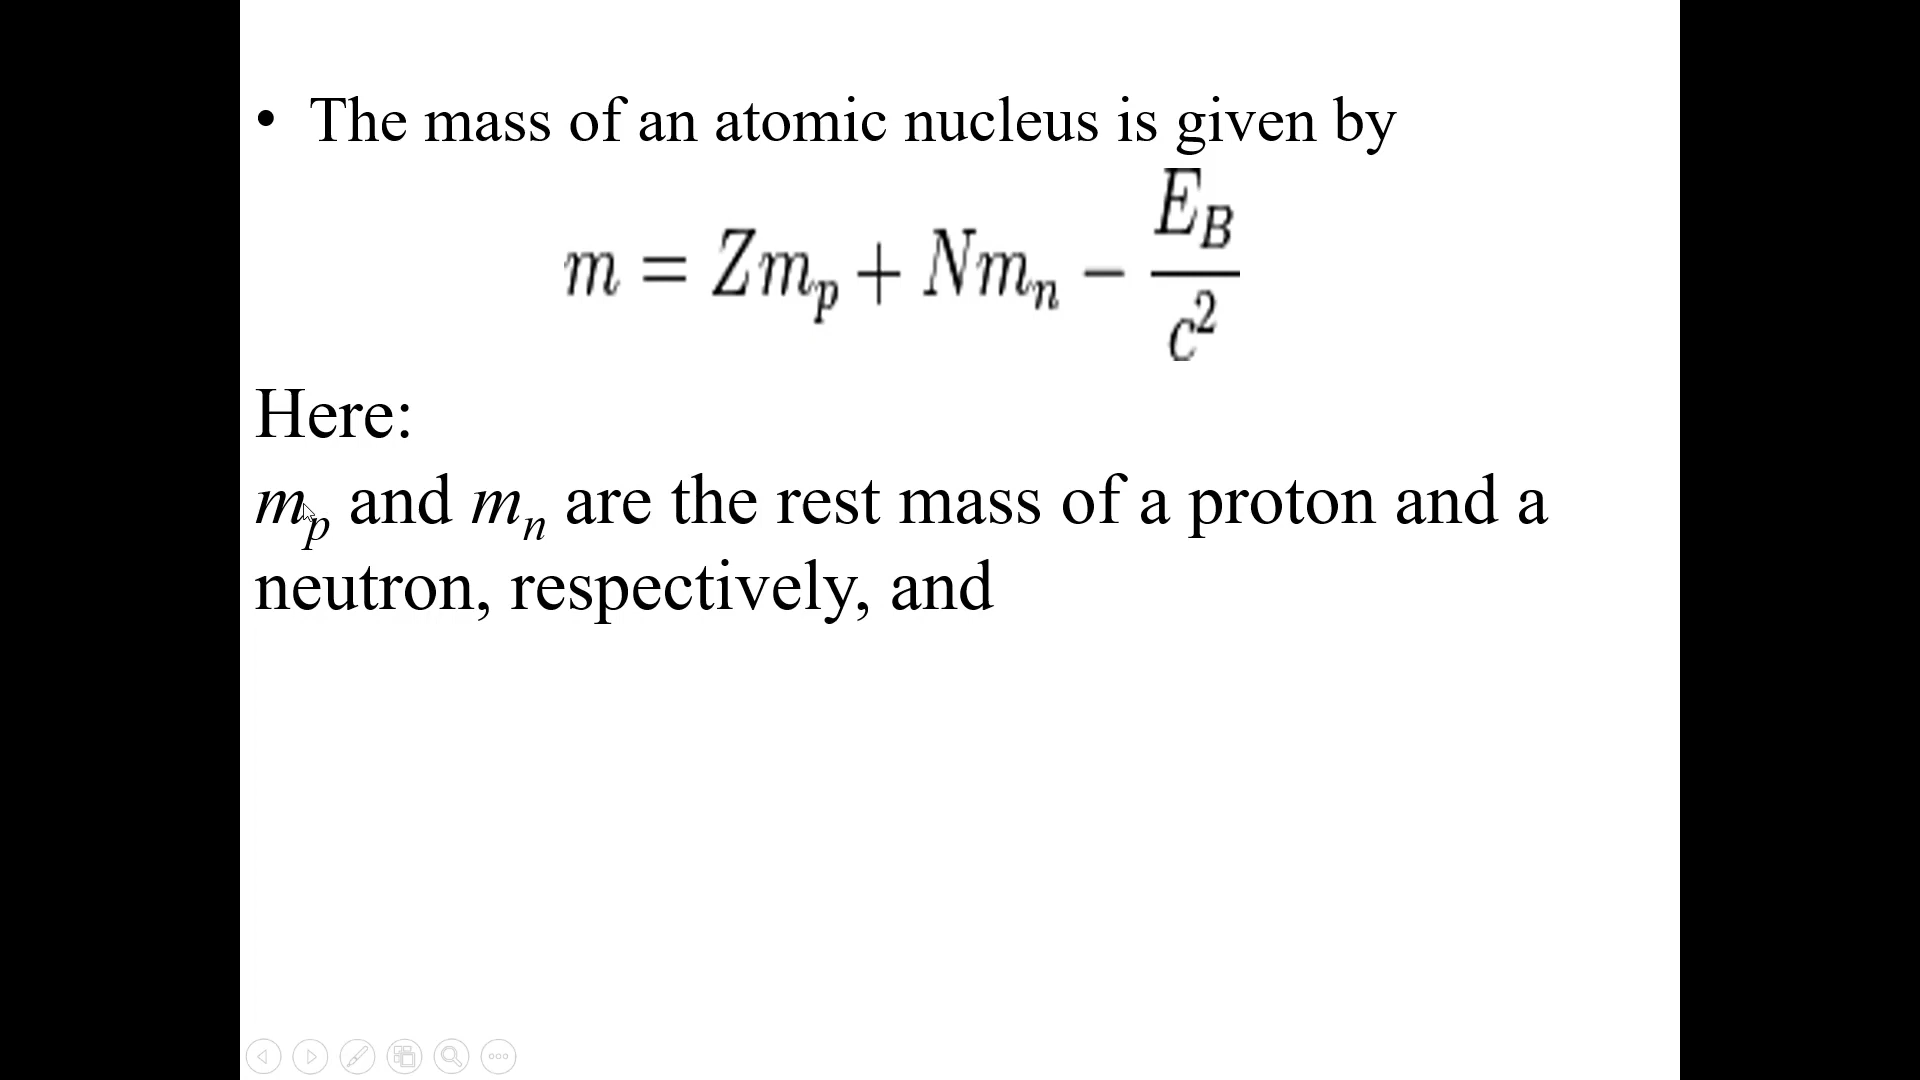 • The mass of an atomic nucleus is given by
m = Zm_p + Nm_n − E_B/c²
Here:
m_p and m_n are the rest mass of a proton and a
neutron, respectively, and